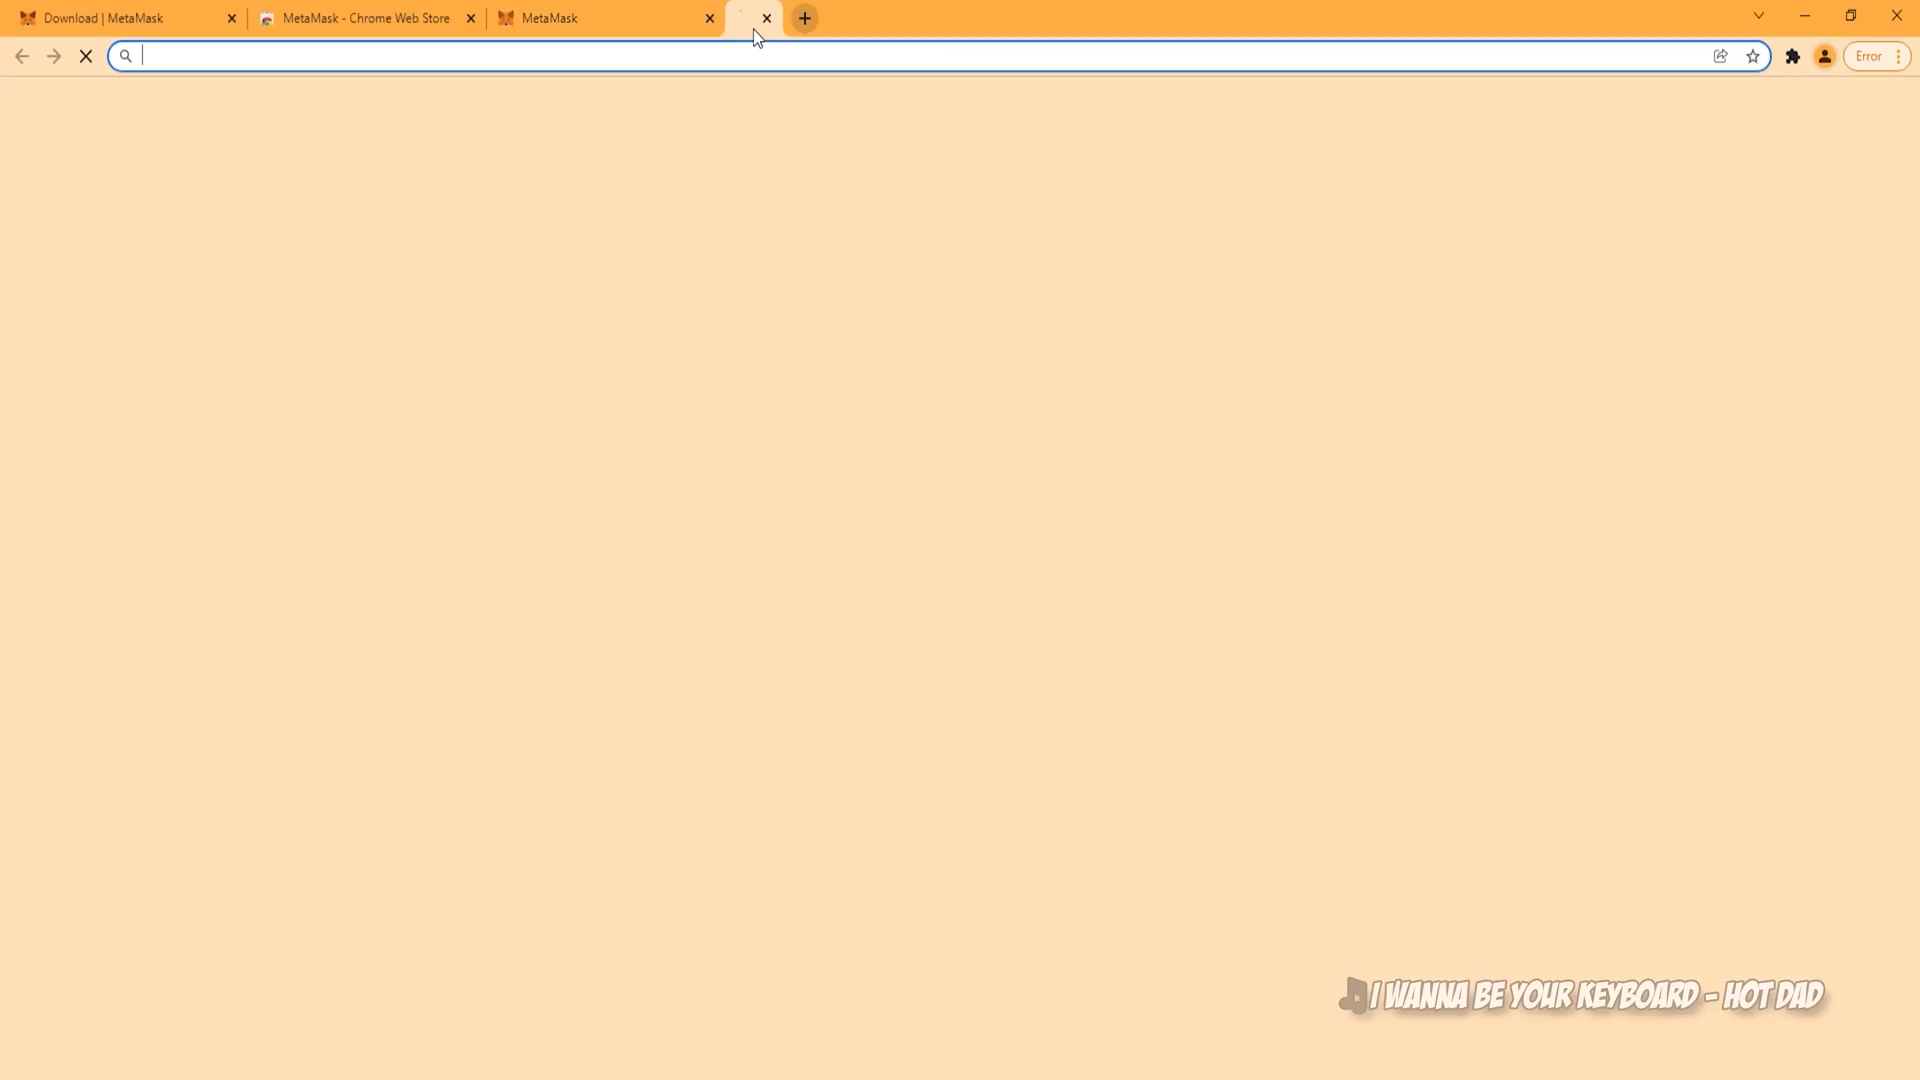 Download | MetaMask
MetaMask - Chrome Web Store
MetaMask
Error
I WANNA BE YOUR KEYBOARD - HOT DAD